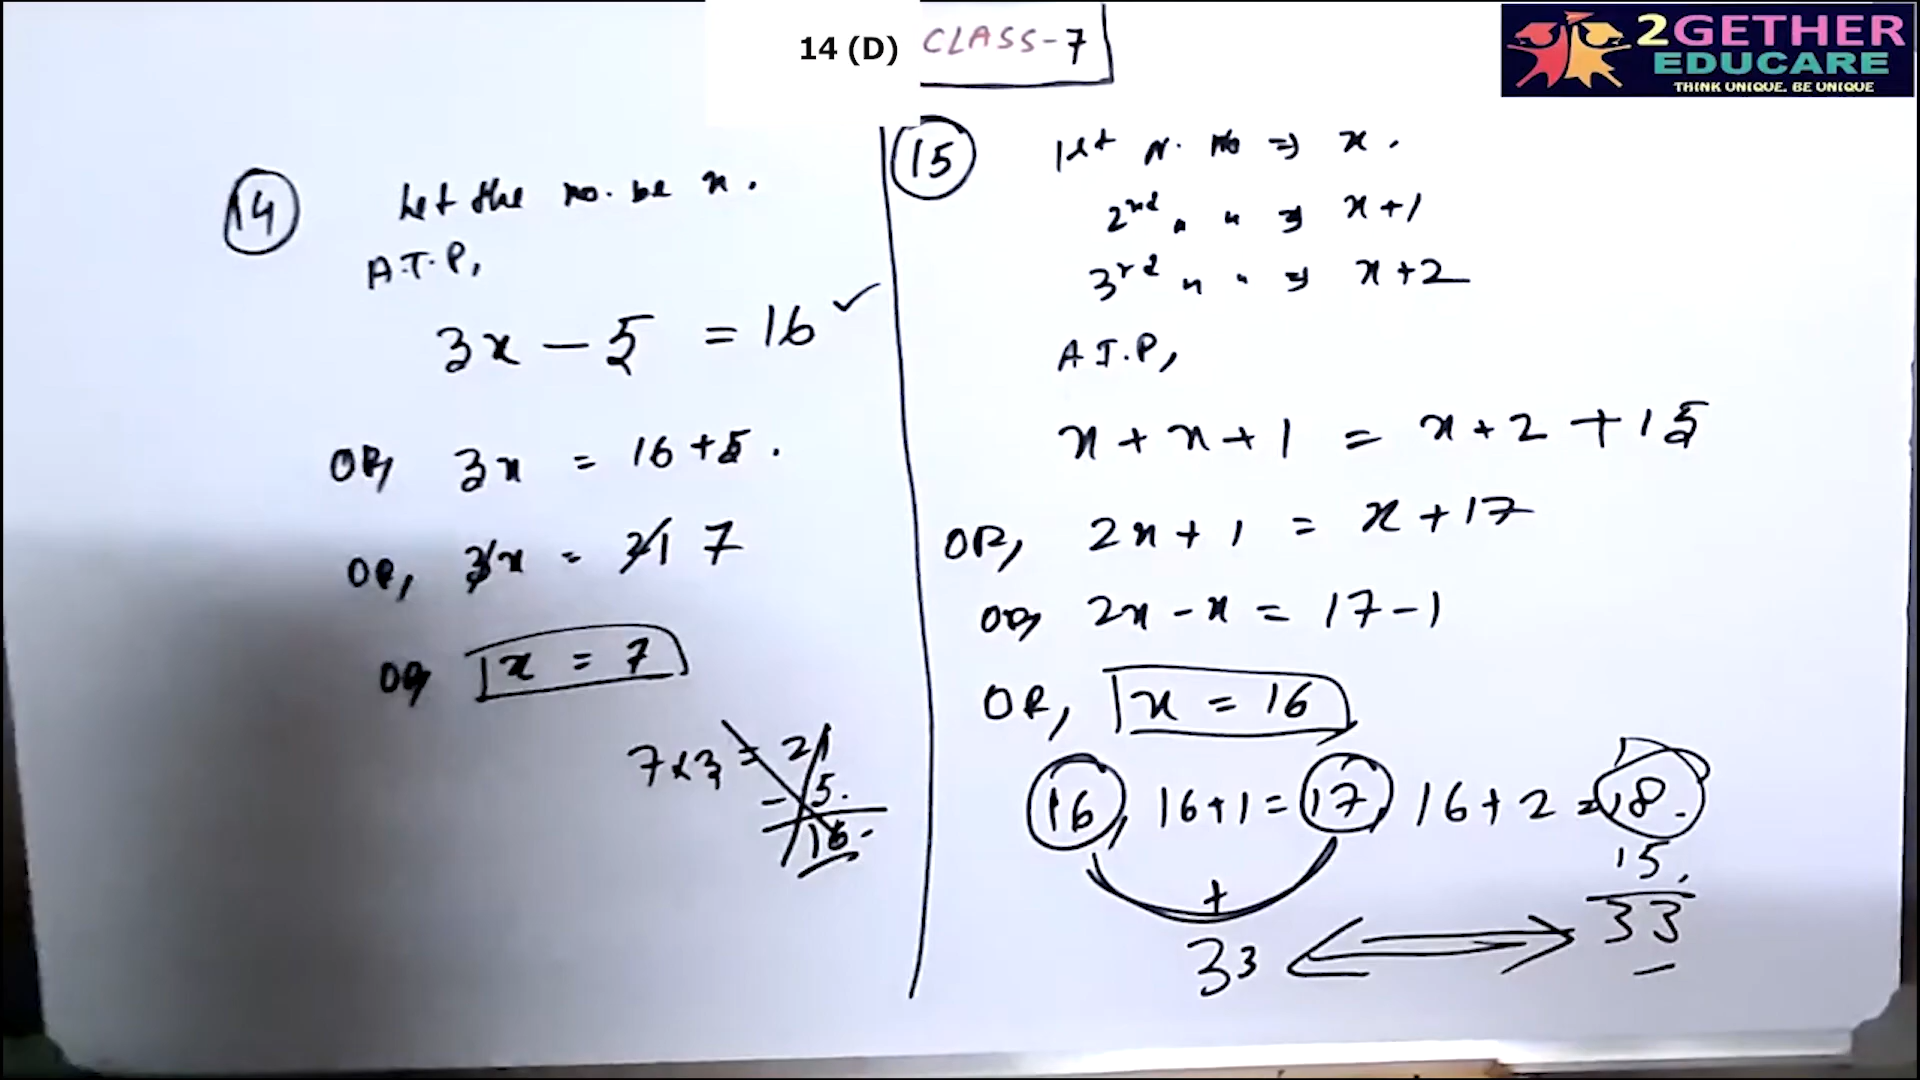 14 (D) CLASS-7
2GETHER
EDUCARE
THINK UNIQUE. BE UNIQUE
14 Let the no. be x.
A.T.P,
3x - 5 = 16 ✓
OR, 3x = 16 + 5.
OR, 3x = 21 7
OR x = 7
7 x 3 = 21
- 5.
16.
15 1st N. No => x.
2nd " " => x+1
3rd " " => x+2
A.T.P,
x + x + 1 = x + 2 + 15
OR, 2x + 1 = x + 17
OR, 2x - x = 17 - 1
OR, x = 16
16, 16+1 = 17, 16+2 = 18.
15.
+
33
33